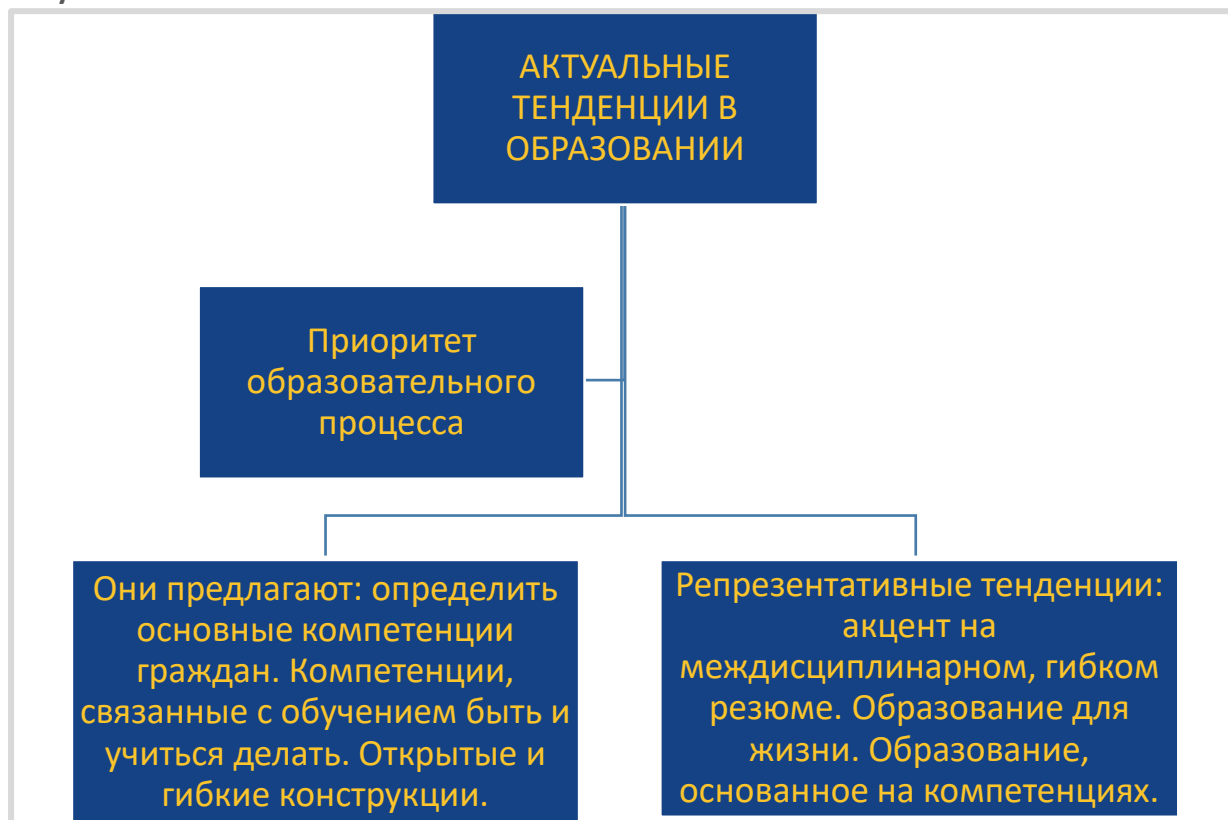 АКТУАЛЬНЫЕ
ТЕНДЕНЦИИ В
ОБРАЗОВАНИИ
Приоритет
образовательного
процесса
Они предлагают: определить
основные компетенции
граждан. Компетенции,
связанные с обучением быть и
учиться делать. Открытые и
гибкие конструкции.
Репрезентативные тенденции:
акцент на
междисциплинарном, гибком
резюме. Образование для
жизни. Образование,
основанное на компетенциях.